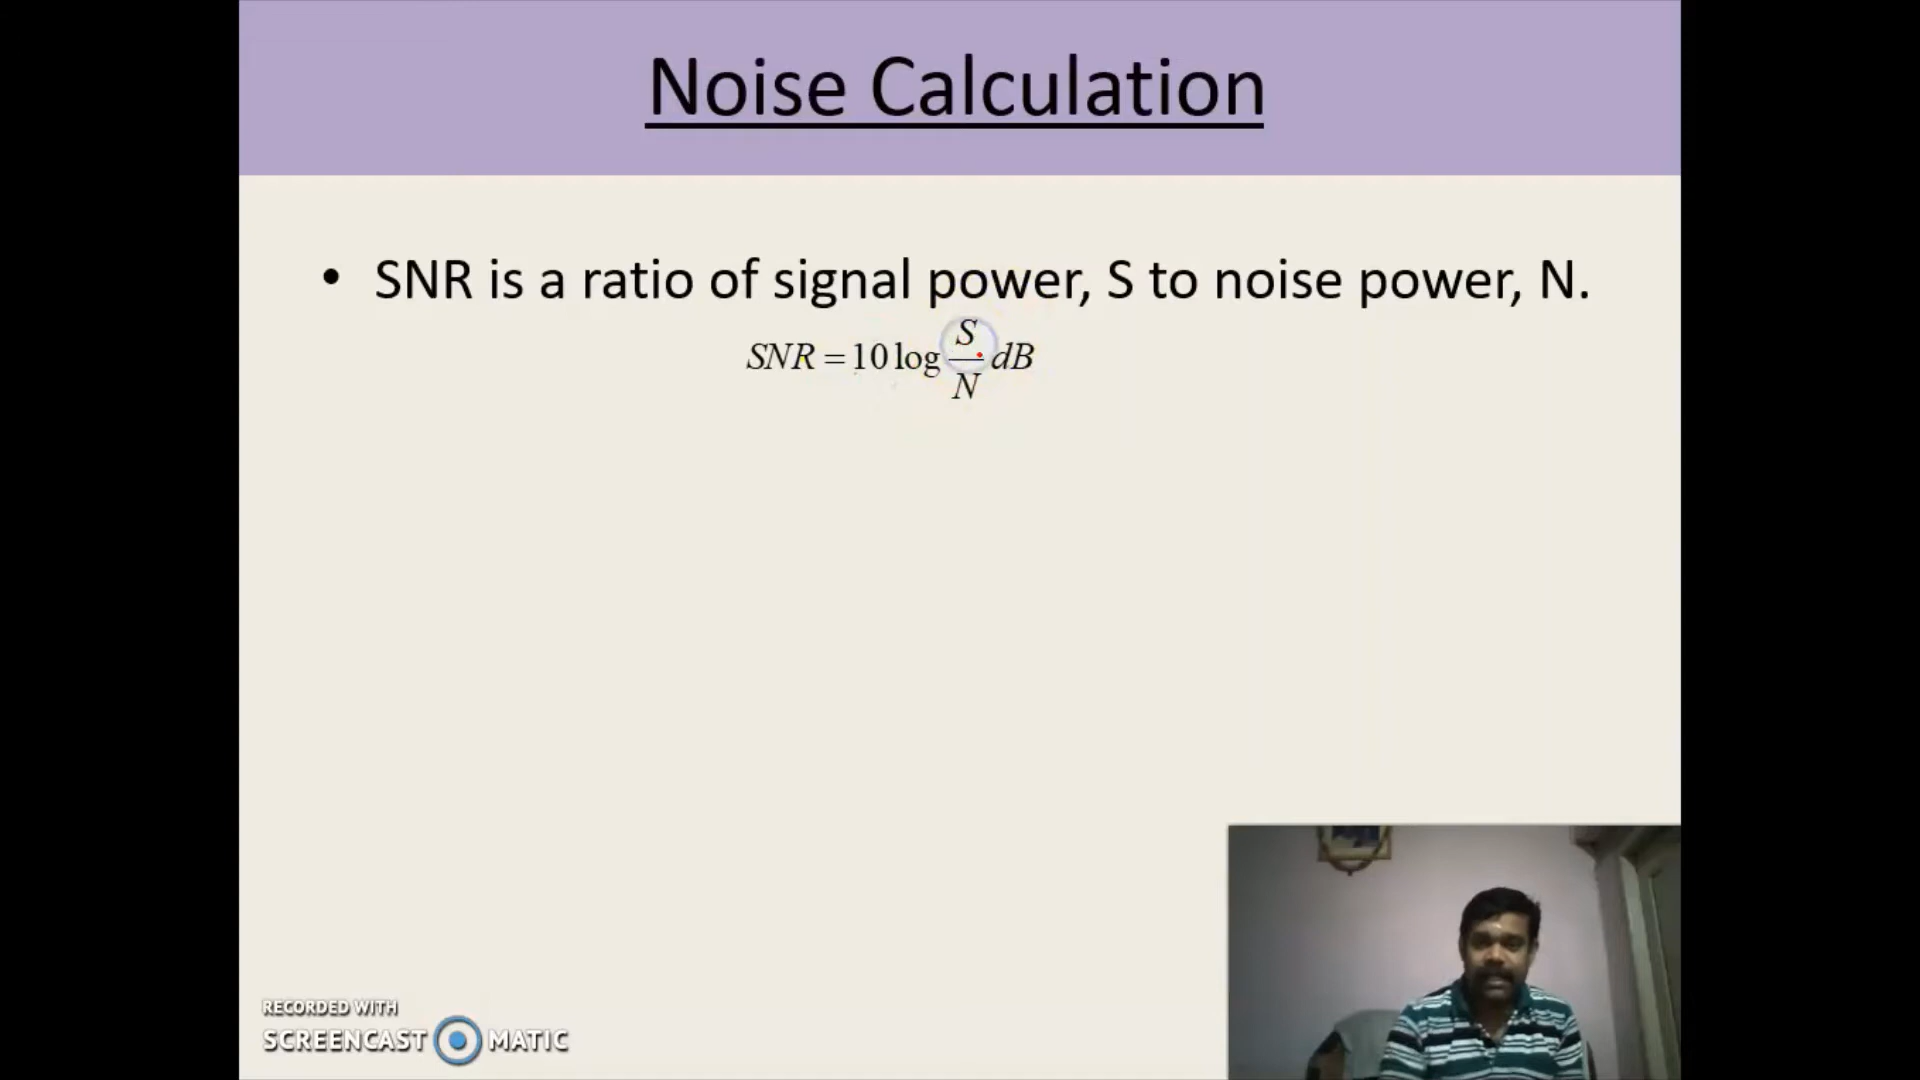 Noise Calculation
• SNR is a ratio of signal power, S to noise power, N.
SNR = 10 log S/N dB
RECORDED WITH
SCREENCAST MATIC